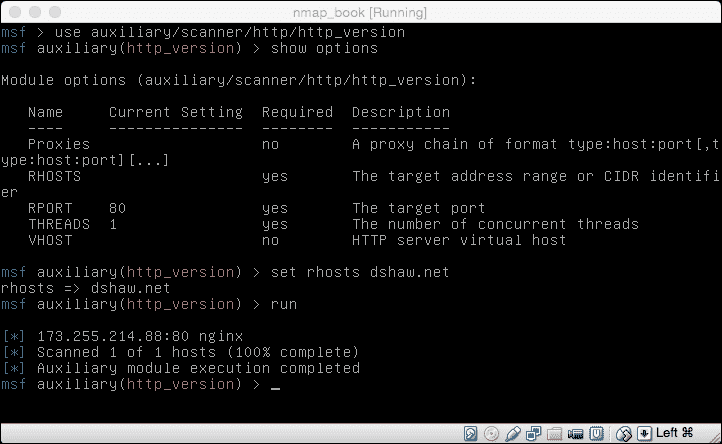 nmap_book [Running]
msf > use auxiliary/scanner/http/http_version
msf auxiliary(http_version) > show options
Module options (auxiliary/scanner/http/http_version):
Name Current Setting Required Description
---- --------------- -------- -----------
Proxies no A proxy chain of format type:host:port[,t
ype:host:port][...]
RHOSTS yes The target address range or CIDR identifi
er
RPORT 80 yes The target port
THREADS 1 yes The number of concurrent threads
VHOST no HTTP server virtual host
msf auxiliary(http_version) > set rhosts dshaw.net
rhosts => dshaw.net
msf auxiliary(http_version) > run
[*] 173.255.214.88:80 nginx
[*] Scanned 1 of 1 hosts (100% complete)
[*] Auxiliary module execution completed
msf auxiliary(http_version) > _
Left ⌘